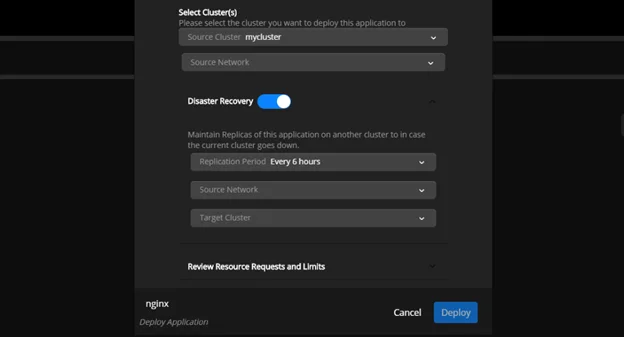 Select Cluster(s)
Please select the cluster you want to deploy this application to
Source Cluster mycluster
Source Network
Disaster Recovery
Maintain Replicas of this application on another cluster to in case
the current cluster goes down.
Replication Period Every 6 hours
Source Network
Target Cluster
Review Resource Requests and Limits
nginx
Deploy Application
Cancel
Deploy